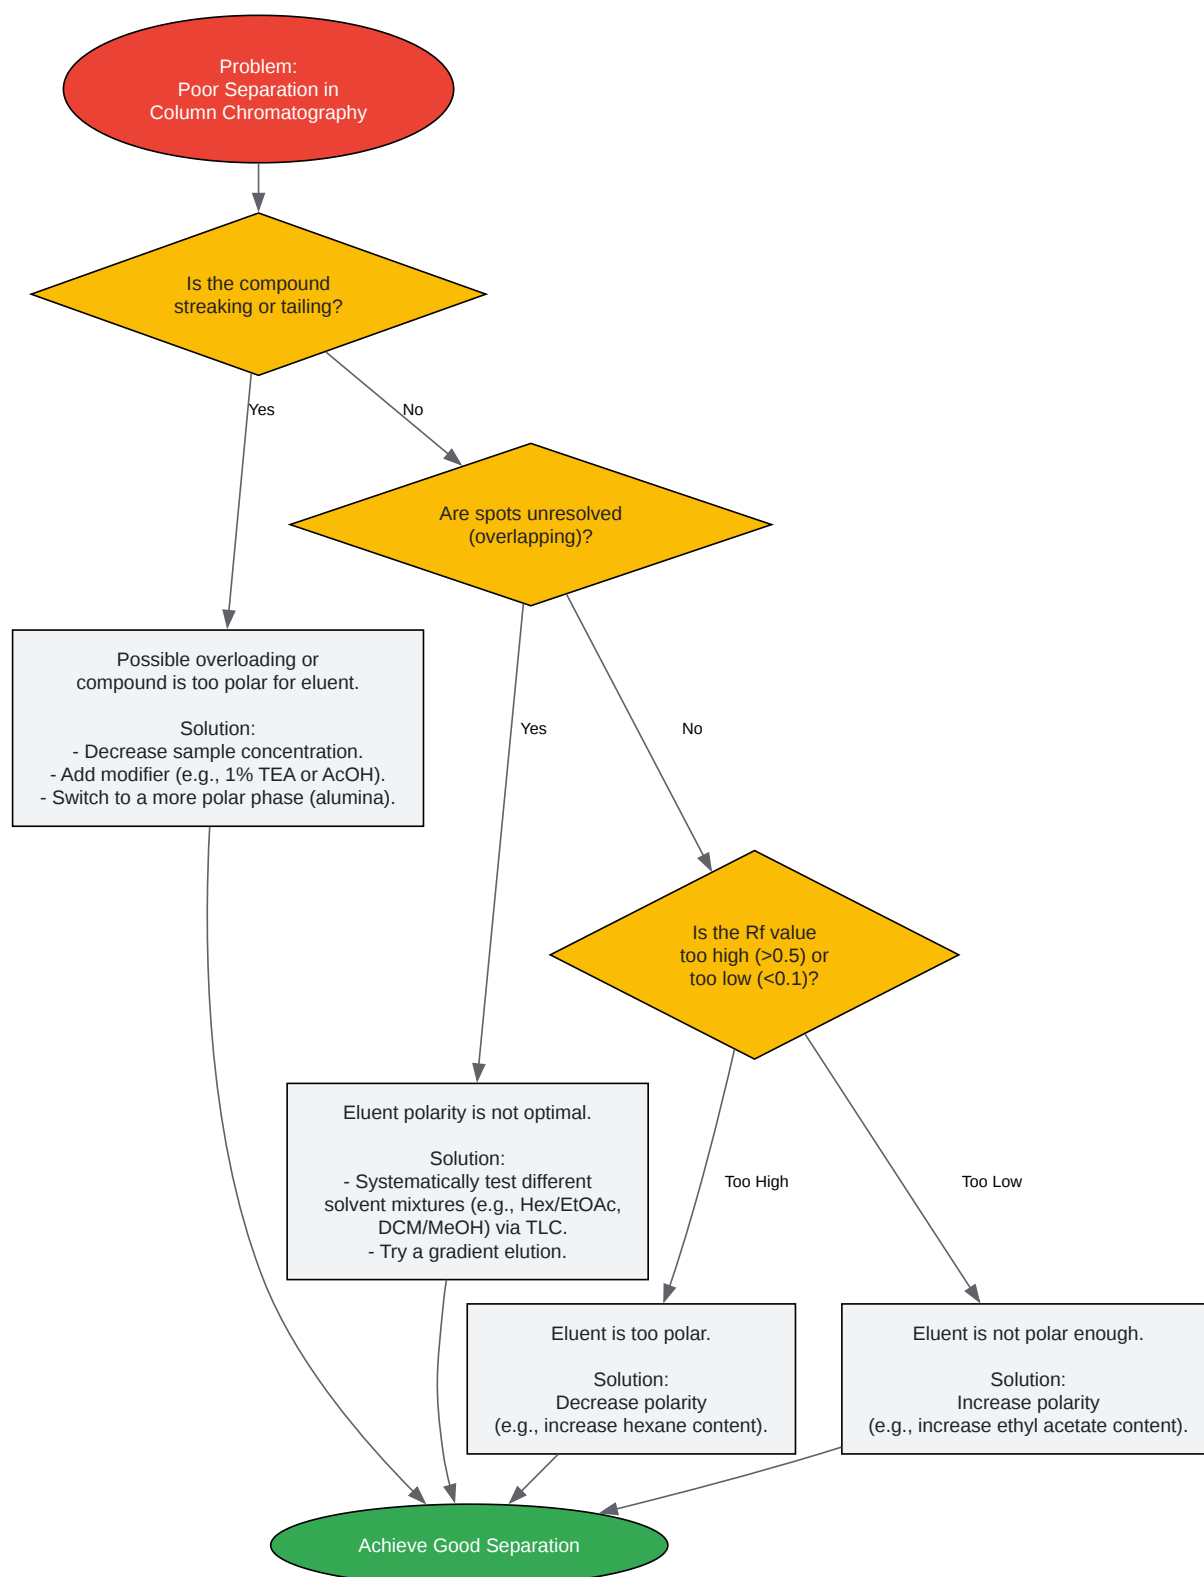 Problem:
Poor Separation in
Column Chromatography
Is the compound
streaking or tailing?
Yes
No
Are spots unresolved
(overlapping)?
Possible overloading or
compound is too polar for eluent.
Solution:
- Decrease sample concentration.
- Add modifier (e.g., 1% TEA or AcOH).
- Switch to a more polar phase (alumina).
Yes
No
Is the Rf value
too high (>0.5) or
too low (<0.1)?
Eluent polarity is not optimal.
Solution:
- Systematically test different
solvent mixtures (e.g., Hex/EtOAc,
DCM/MeOH) via TLC.
- Try a gradient elution.
Too High
Too Low
Eluent is too polar.
Solution:
Decrease polarity
(e.g., increase hexane content).
Eluent is not polar enough.
Solution:
Increase polarity
(e.g., increase ethyl acetate content).
Achieve Good Separation